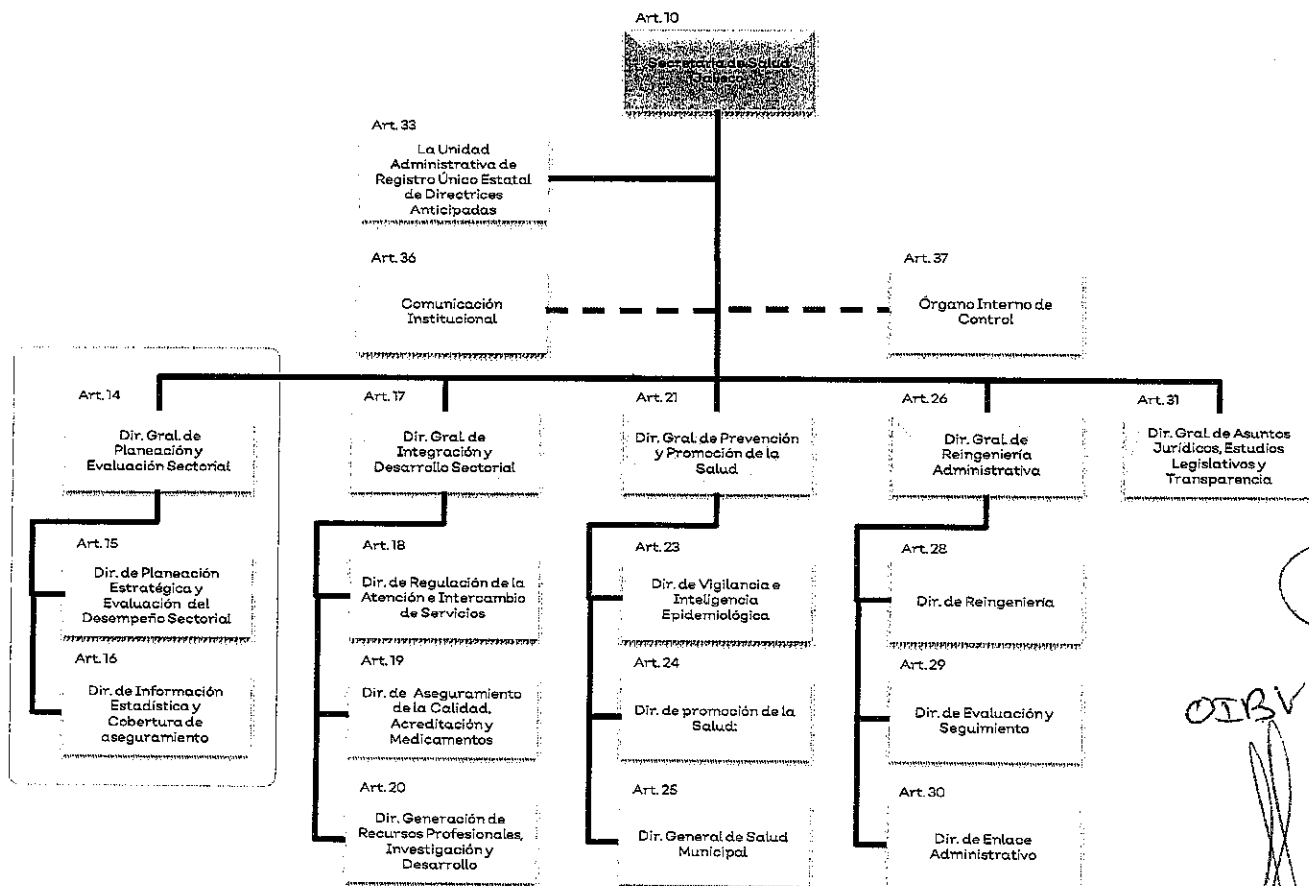 Art. 10
Secretaría de Salud
Jalisco
Art. 33
La Unidad
Administrativa de
Registro Único Estatal
de Directrices
Anticipadas
Art. 36
Comunicación
Institucional
Art. 37
Órgano Interno de
Control
Art. 14
Dir. Gral. de
Planeación y
Evaluación Sectorial
Art. 17
Dir. Gral. de
Integración y
Desarrollo Sectorial
Art. 21
Dir. Gral. de Prevención
y Promoción de la
Salud
Art. 26
Dir. Gral. de
Reingeniería
Administrativa
Art. 31
Dir. Gral. de Asuntos
Jurídicos, Estudios
Legislativos y
Transparencia
Art. 15
Dir. de Planeación
Estratégica y
Evaluación del
Desempeño Sectorial
Art. 16
Dir. de Información
Estadística y
Cobertura de
aseguramiento
Art. 18
Dir. de Regulación de la
Atención e Intercambio
de Servicios
Art. 19
Dir. de Aseguramiento
de la Calidad,
Acreditación y
Medicamentos
Art. 20
Dir. Generación de
Recursos Profesionales,
Investigación y
Desarrollo
Art. 23
Dir. de Vigilancia e
Inteligencia
Epidemiológica
Art. 24
Dir. de promoción de la
Salud:
Art. 25
Dir. General de Salud
Municipal
Art. 28
Dir. de Reingeniería
Art. 29
Dir. de Evaluación y
Seguimiento
Art. 30
Dir. de Enlace
Administrativo
OIBV